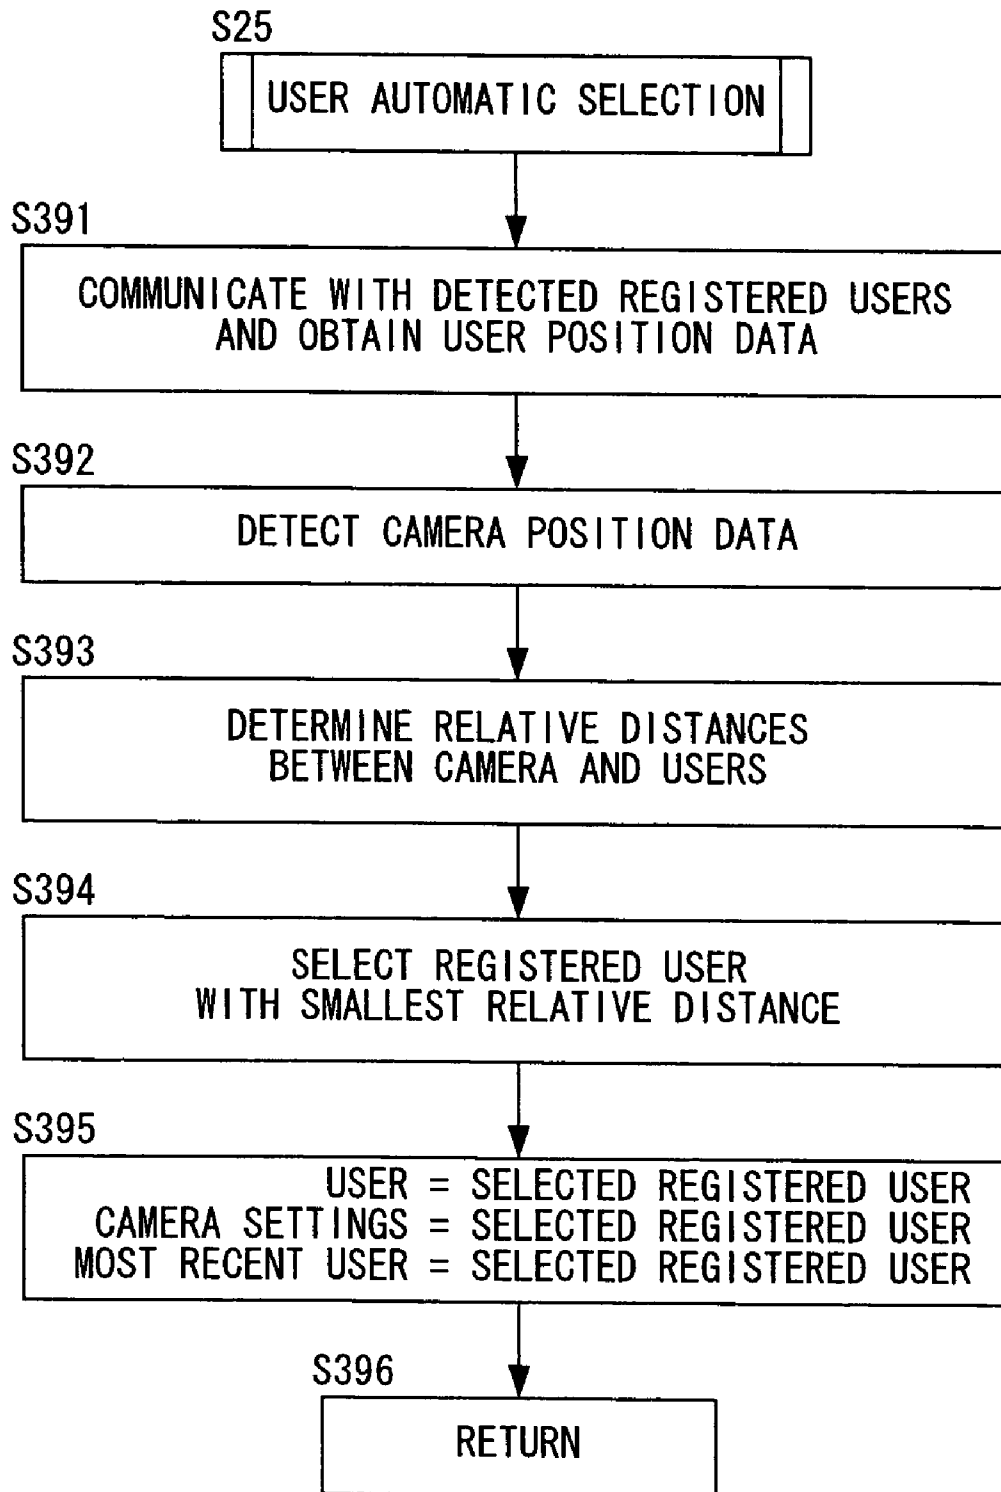 S25
USER AUTOMATIC SELECTION
S391
COMMUNICATE WITH DETECTED REGISTERED USERS
AND OBTAIN USER POSITION DATA
S392
DETECT CAMERA POSITION DATA
S393
DETERMINE RELATIVE DISTANCES
BETWEEN CAMERA AND USERS
S394
SELECT REGISTERED USER
WITH SMALLEST RELATIVE DISTANCE
S395
USER = SELECTED REGISTERED USER
CAMERA SETTINGS = SELECTED REGISTERED USER
MOST RECENT USER = SELECTED REGISTERED USER
S396
RETURN